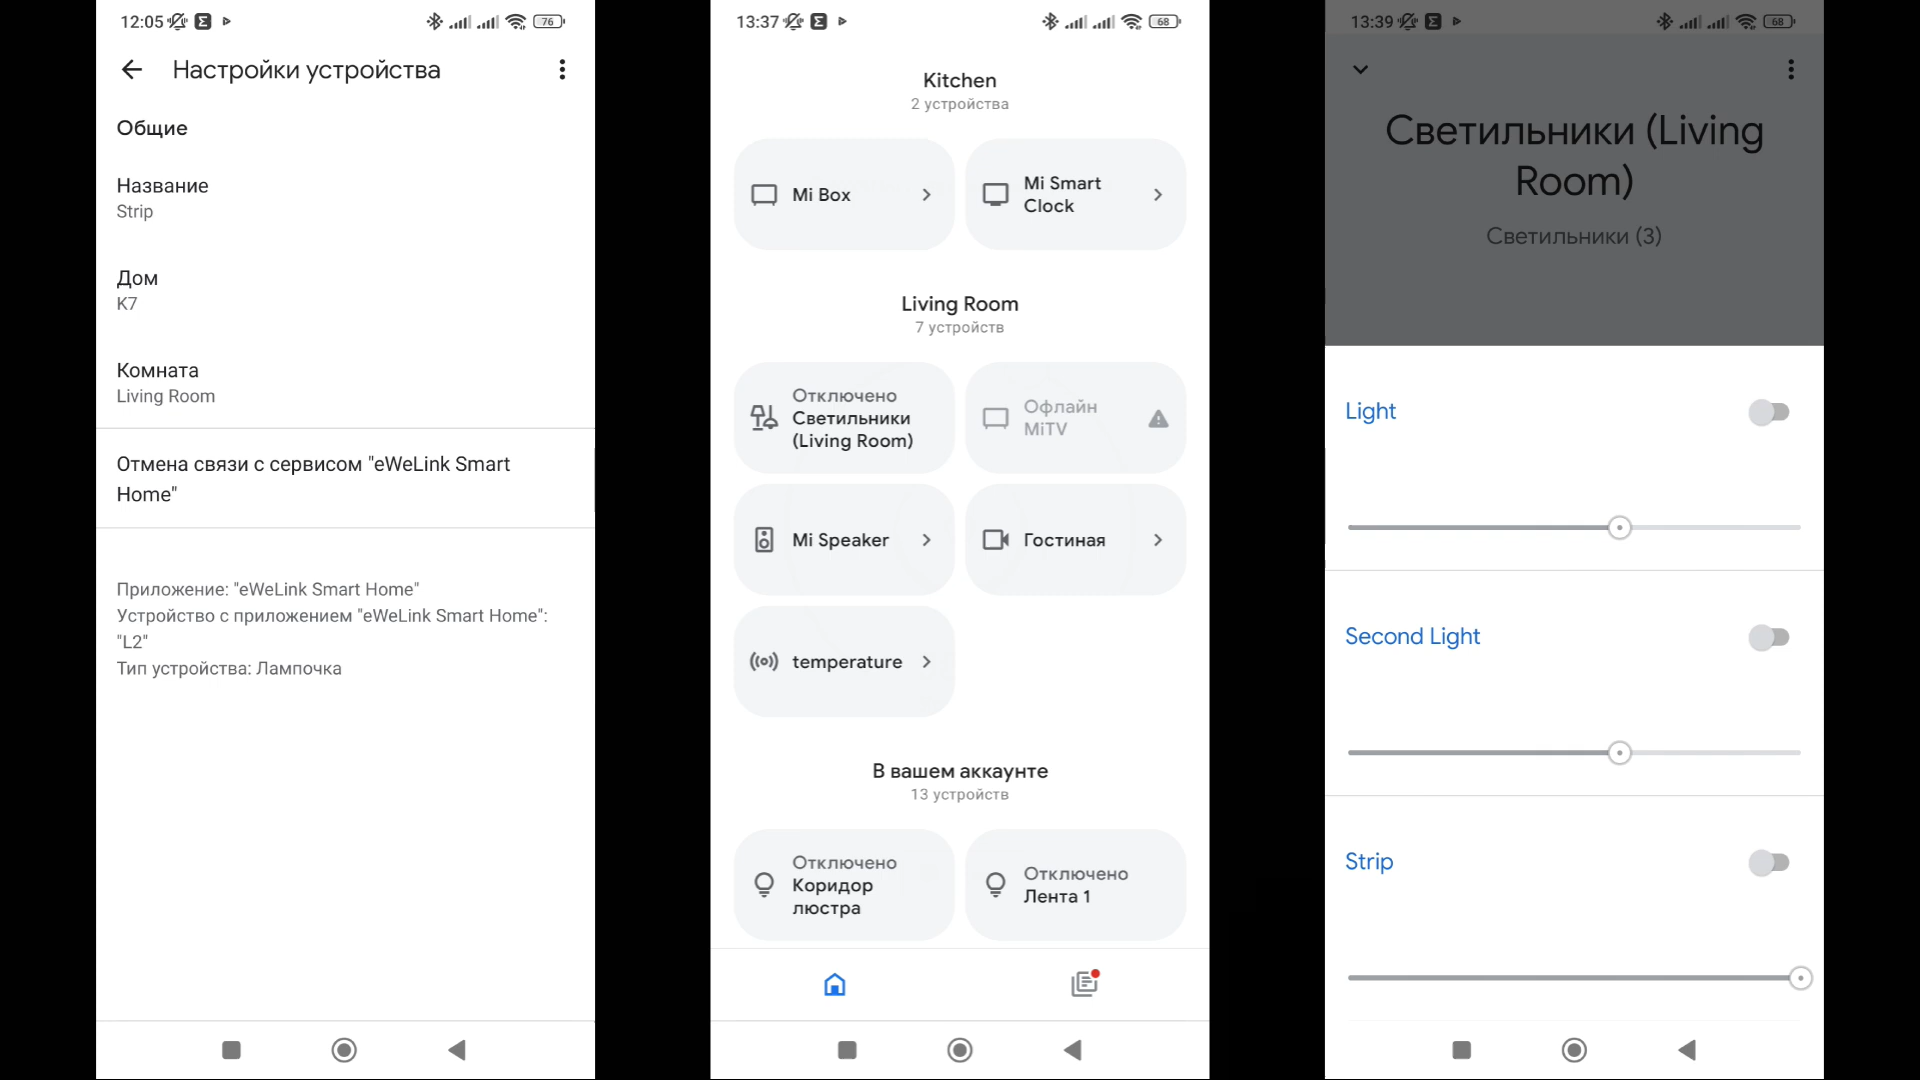 12:05
76
Настройки устройства
Общие
Название
Strip
Дом
K7
Комната
Living Room
Отмена связи с сервисом "eWeLink Smart
Home"
Приложение: "eWeLink Smart Home"
Устройство с приложением "eWeLink Smart Home":
"L2"
Тип устройства: Лампочка
13:37
68
Kitchen
2 устройства
Mi Box
Mi Smart
Clock
Living Room
7 устройств
Отключено
Светильники
(Living Room)
Офлайн
MiTV
Mi Speaker
Гостиная
temperature
В вашем аккаунте
13 устройств
Отключено
Коридор
люстра
Отключено
Лента 1
13:39
68
Светильники (Living
Room)
Светильники (3)
Light
Second Light
Strip